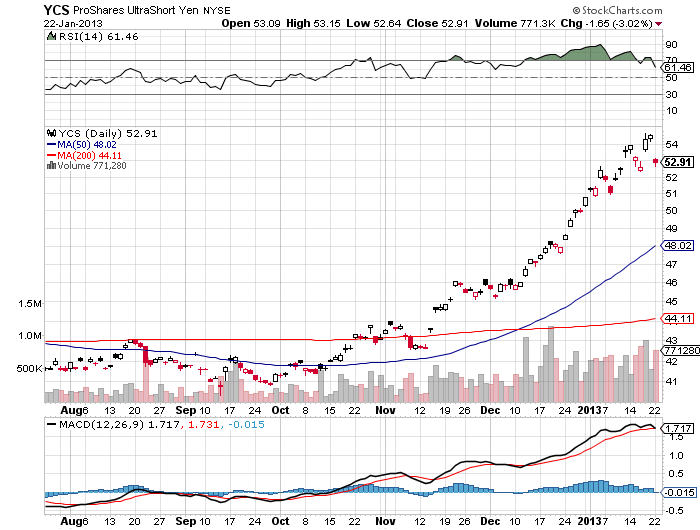 YCS ProShares UltraShort Yen NYSE © StockCharts.com
22-Jan-2013 Open 53.09 High 53.15 Low 52.64 Close 52.91 Volume 771.3K Chg -1.65 (-3.02%)
RSI(14) 61.46
90
70
61.46
50
30
10
YCS (Daily) 52.91
MA(50) 48.02
MA(200) 44.11
Volume 771,280
54
52.91
52
51
50
49
48.02
47
46
45
1.5M
44.11
1.0M
43
771280
500K
42
41
Aug 6 13 20 27 Sep 10 17 24 Oct 8 15 22 Nov 5 12 19 26 Dec 10 17 24 2013 7 14 22
MACD(12,26,9) 1.717, 1.731, -0.015
1.717
1.5
1.0
0.5
-0.015
-0.5
Aug 6 13 20 27 Sep 10 17 24 Oct 8 15 22 Nov 5 12 19 26 Dec 10 17 24 2013 7 14 22